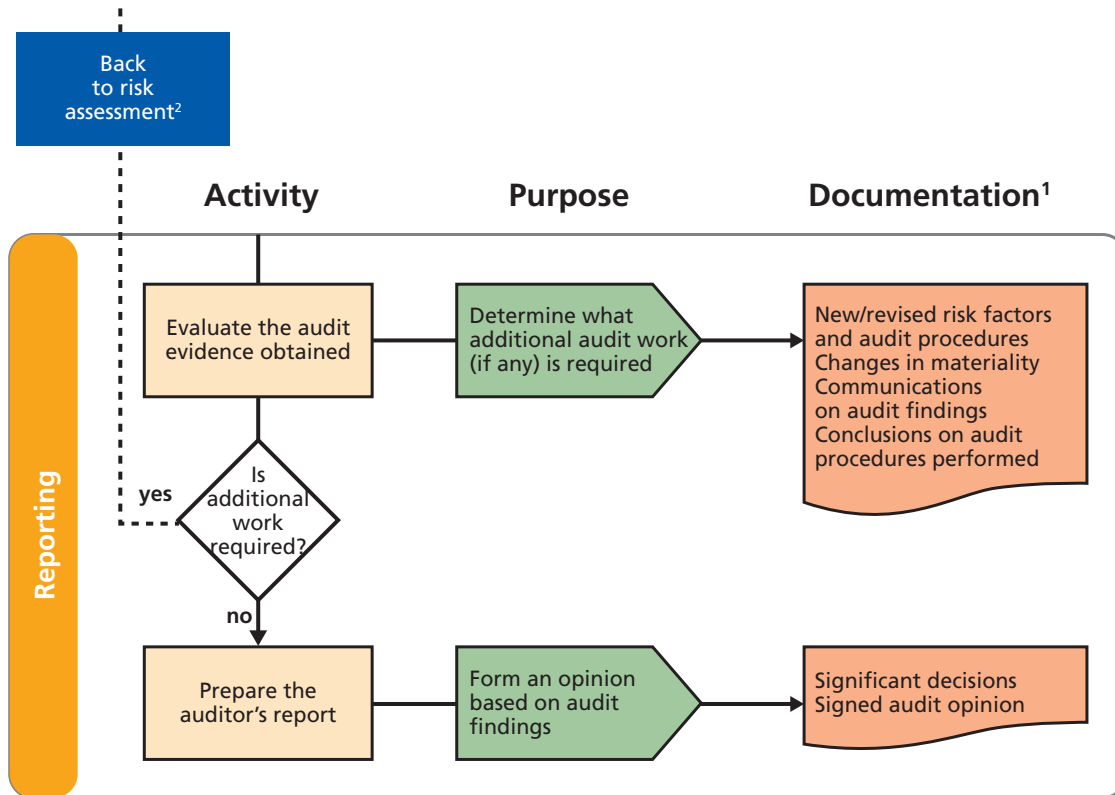 Back
to risk
assessment²
Activity
Purpose
Documentation¹
Reporting
Evaluate the audit
evidence obtained
Determine what
additional audit work
(if any) is required
New/revised risk factors
and audit procedures
Changes in materiality
Communications
on audit findings
Conclusions on audit
procedures performed
yes
Is
additional
work
required?
no
Prepare the
auditor’s report
Form an opinion
based on audit
findings
Significant decisions
Signed audit opinion